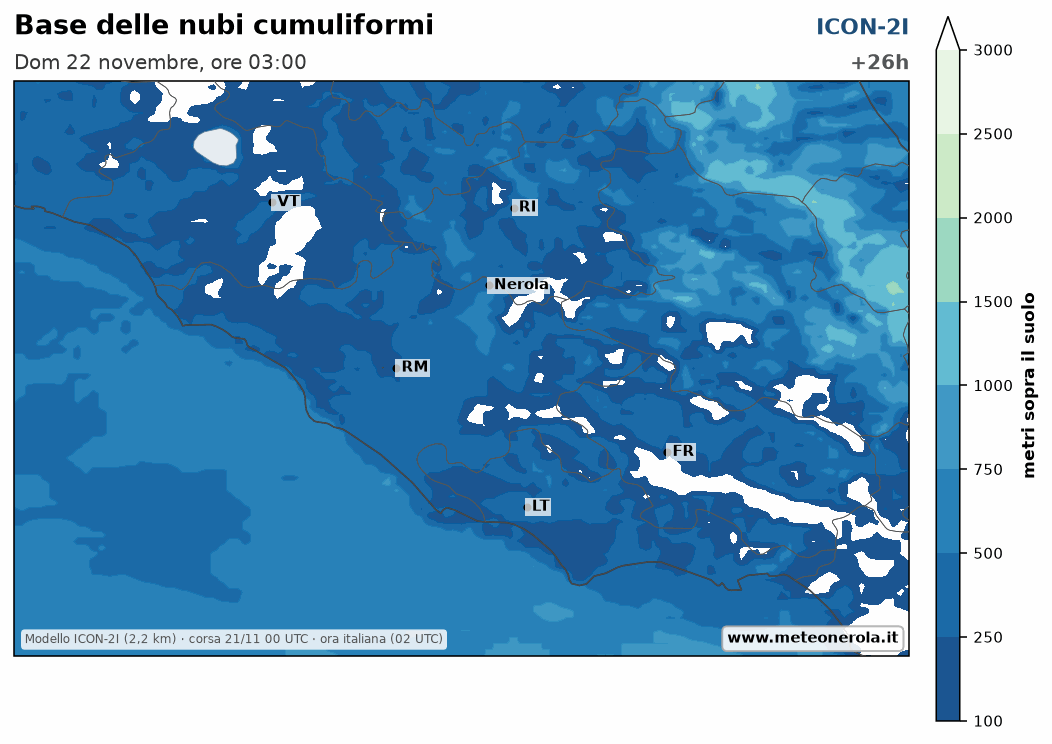 Base delle nubi cumuliformi
ICON-2I
Dom 22 novembre, ore 03:00
+26h
VT
RI
Nerola
RM
FR
LT
Modello ICON-2I (2,2 km) · corsa 21/11 00 UTC · ora italiana (02 UTC)
www.meteonerola.it
3000
2500
2000
1500
1000
750
500
250
100
metri sopra il suolo